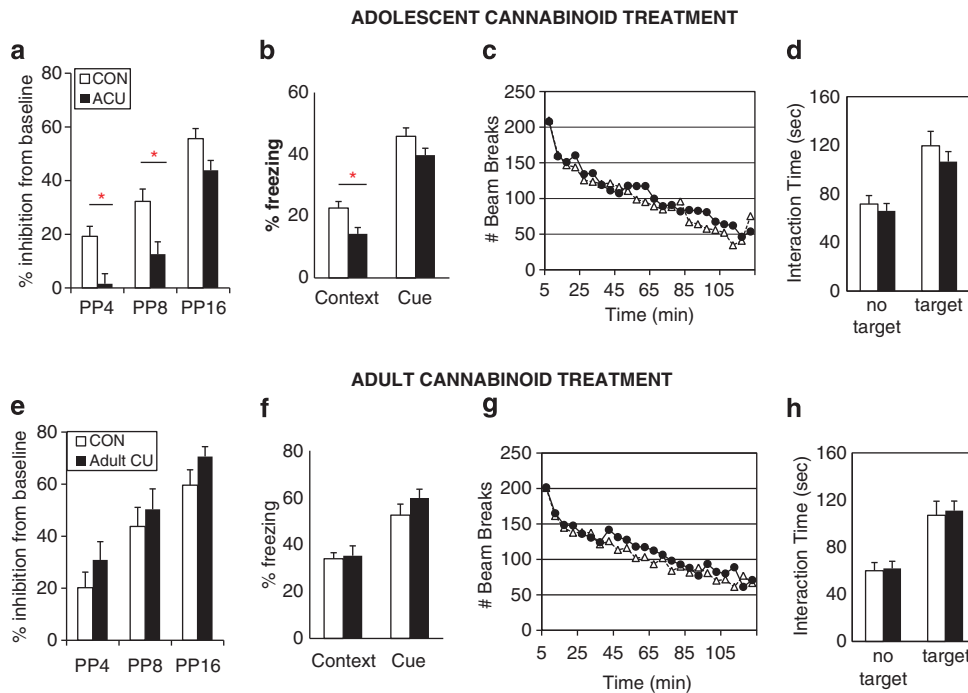 ADOLESCENT CANNABINOID TREATMENT
a
% inhibition from baseline
80
60
40
20
0
CON
ACU
*
*
PP4 PP8 PP16
b
% freezing
60
40
20
0
*
Context Cue
c
# Beam Breaks
250
200
150
100
50
0
5 25 45 65 85 105
Time (min)
d
Interaction Time (sec)
160
120
80
40
0
no target
target
ADULT CANNABINOID TREATMENT
e
% inhibition from baseline
80
60
40
20
0
CON
Adult CU
PP4 PP8 PP16
f
% freezing
80
60
40
20
0
Context Cue
g
# Beam Breaks
250
200
150
100
50
0
5 25 45 65 85 105
Time (min)
h
Interaction Time (sec)
160
120
80
40
0
no target
target